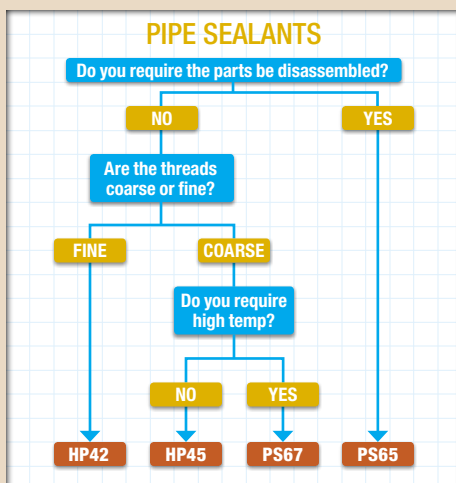 PIPE SEALANTS
Do you require the parts be disassembled?
NO
YES
Are the threads
coarse or fine?
FINE
COARSE
Do you require
high temp?
NO
YES
HP42
HP45
PS67
PS65